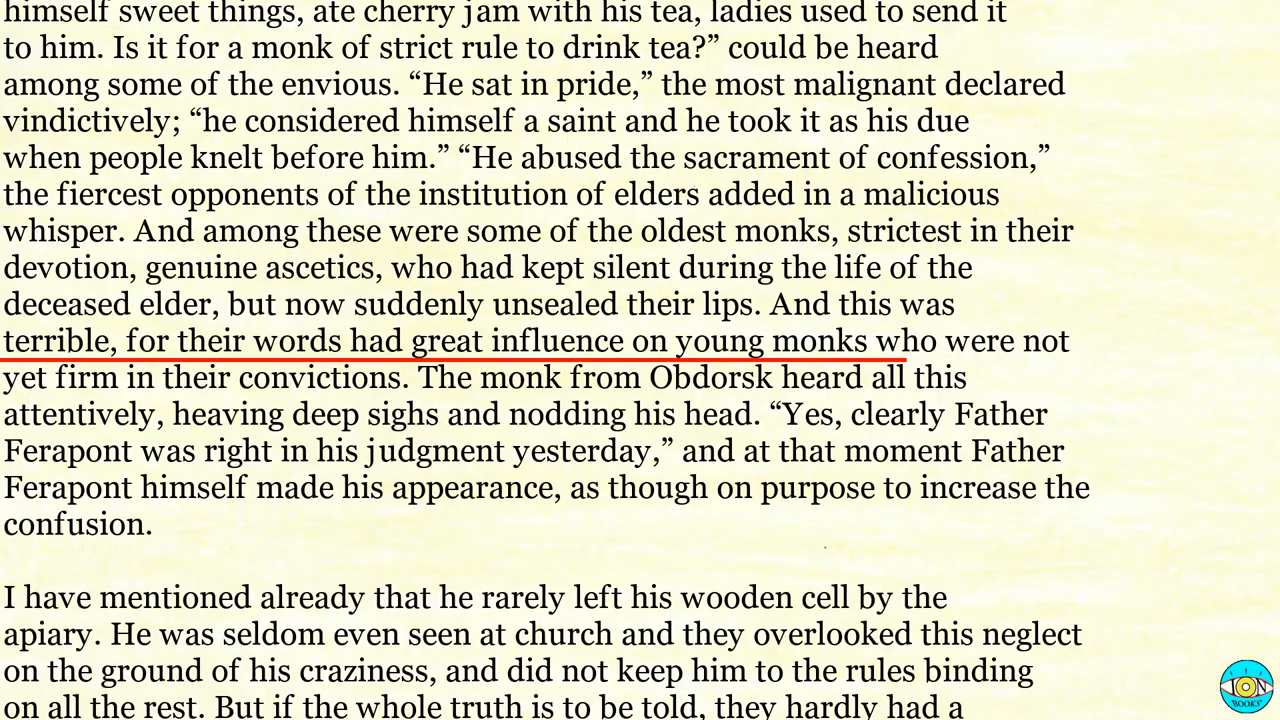 himself sweet things, ate cherry jam with his tea, ladies used to send it
to him. Is it for a monk of strict rule to drink tea?” could be heard
among some of the envious. “He sat in pride,” the most malignant declared
vindictively; “he considered himself a saint and he took it as his due
when people knelt before him.” “He abused the sacrament of confession,”
the fiercest opponents of the institution of elders added in a malicious
whisper. And among these were some of the oldest monks, strictest in their
devotion, genuine ascetics, who had kept silent during the life of the
deceased elder, but now suddenly unsealed their lips. And this was
terrible, for their words had great influence on young monks who were not
yet firm in their convictions. The monk from Obdorsk heard all this
attentively, heaving deep sighs and nodding his head. “Yes, clearly Father
Ferapont was right in his judgment yesterday,” and at that moment Father
Ferapont himself made his appearance, as though on purpose to increase the
confusion.
I have mentioned already that he rarely left his wooden cell by the
apiary. He was seldom even seen at church and they overlooked this neglect
on the ground of his craziness, and did not keep him to the rules binding
on all the rest. But if the whole truth is to be told, they hardly had a
ION
BOOKS